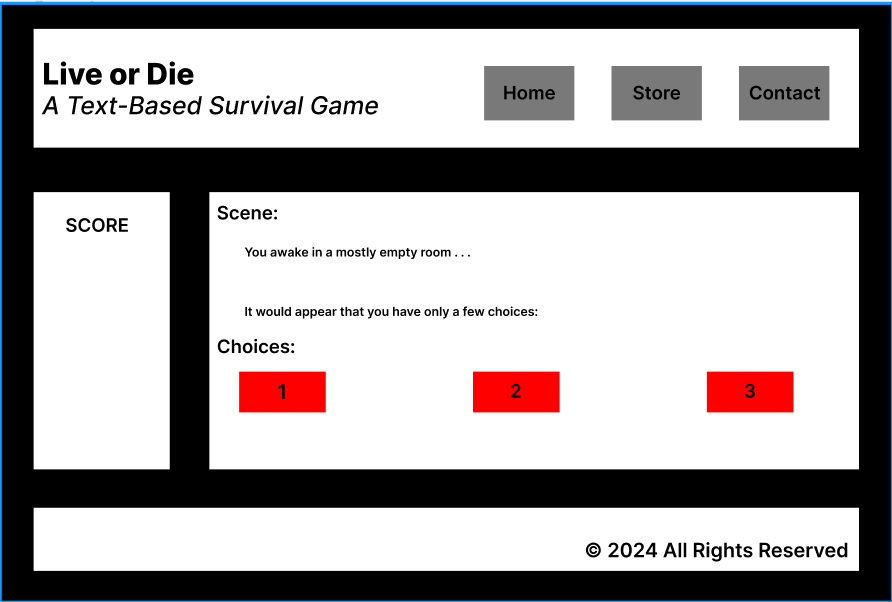 Live or Die
A Text-Based Survival Game
Home
Store
Contact
SCORE
Scene:
You awake in a mostly empty room . . .
It would appear that you have only a few choices:
Choices:
1
2
3
© 2024 All Rights Reserved